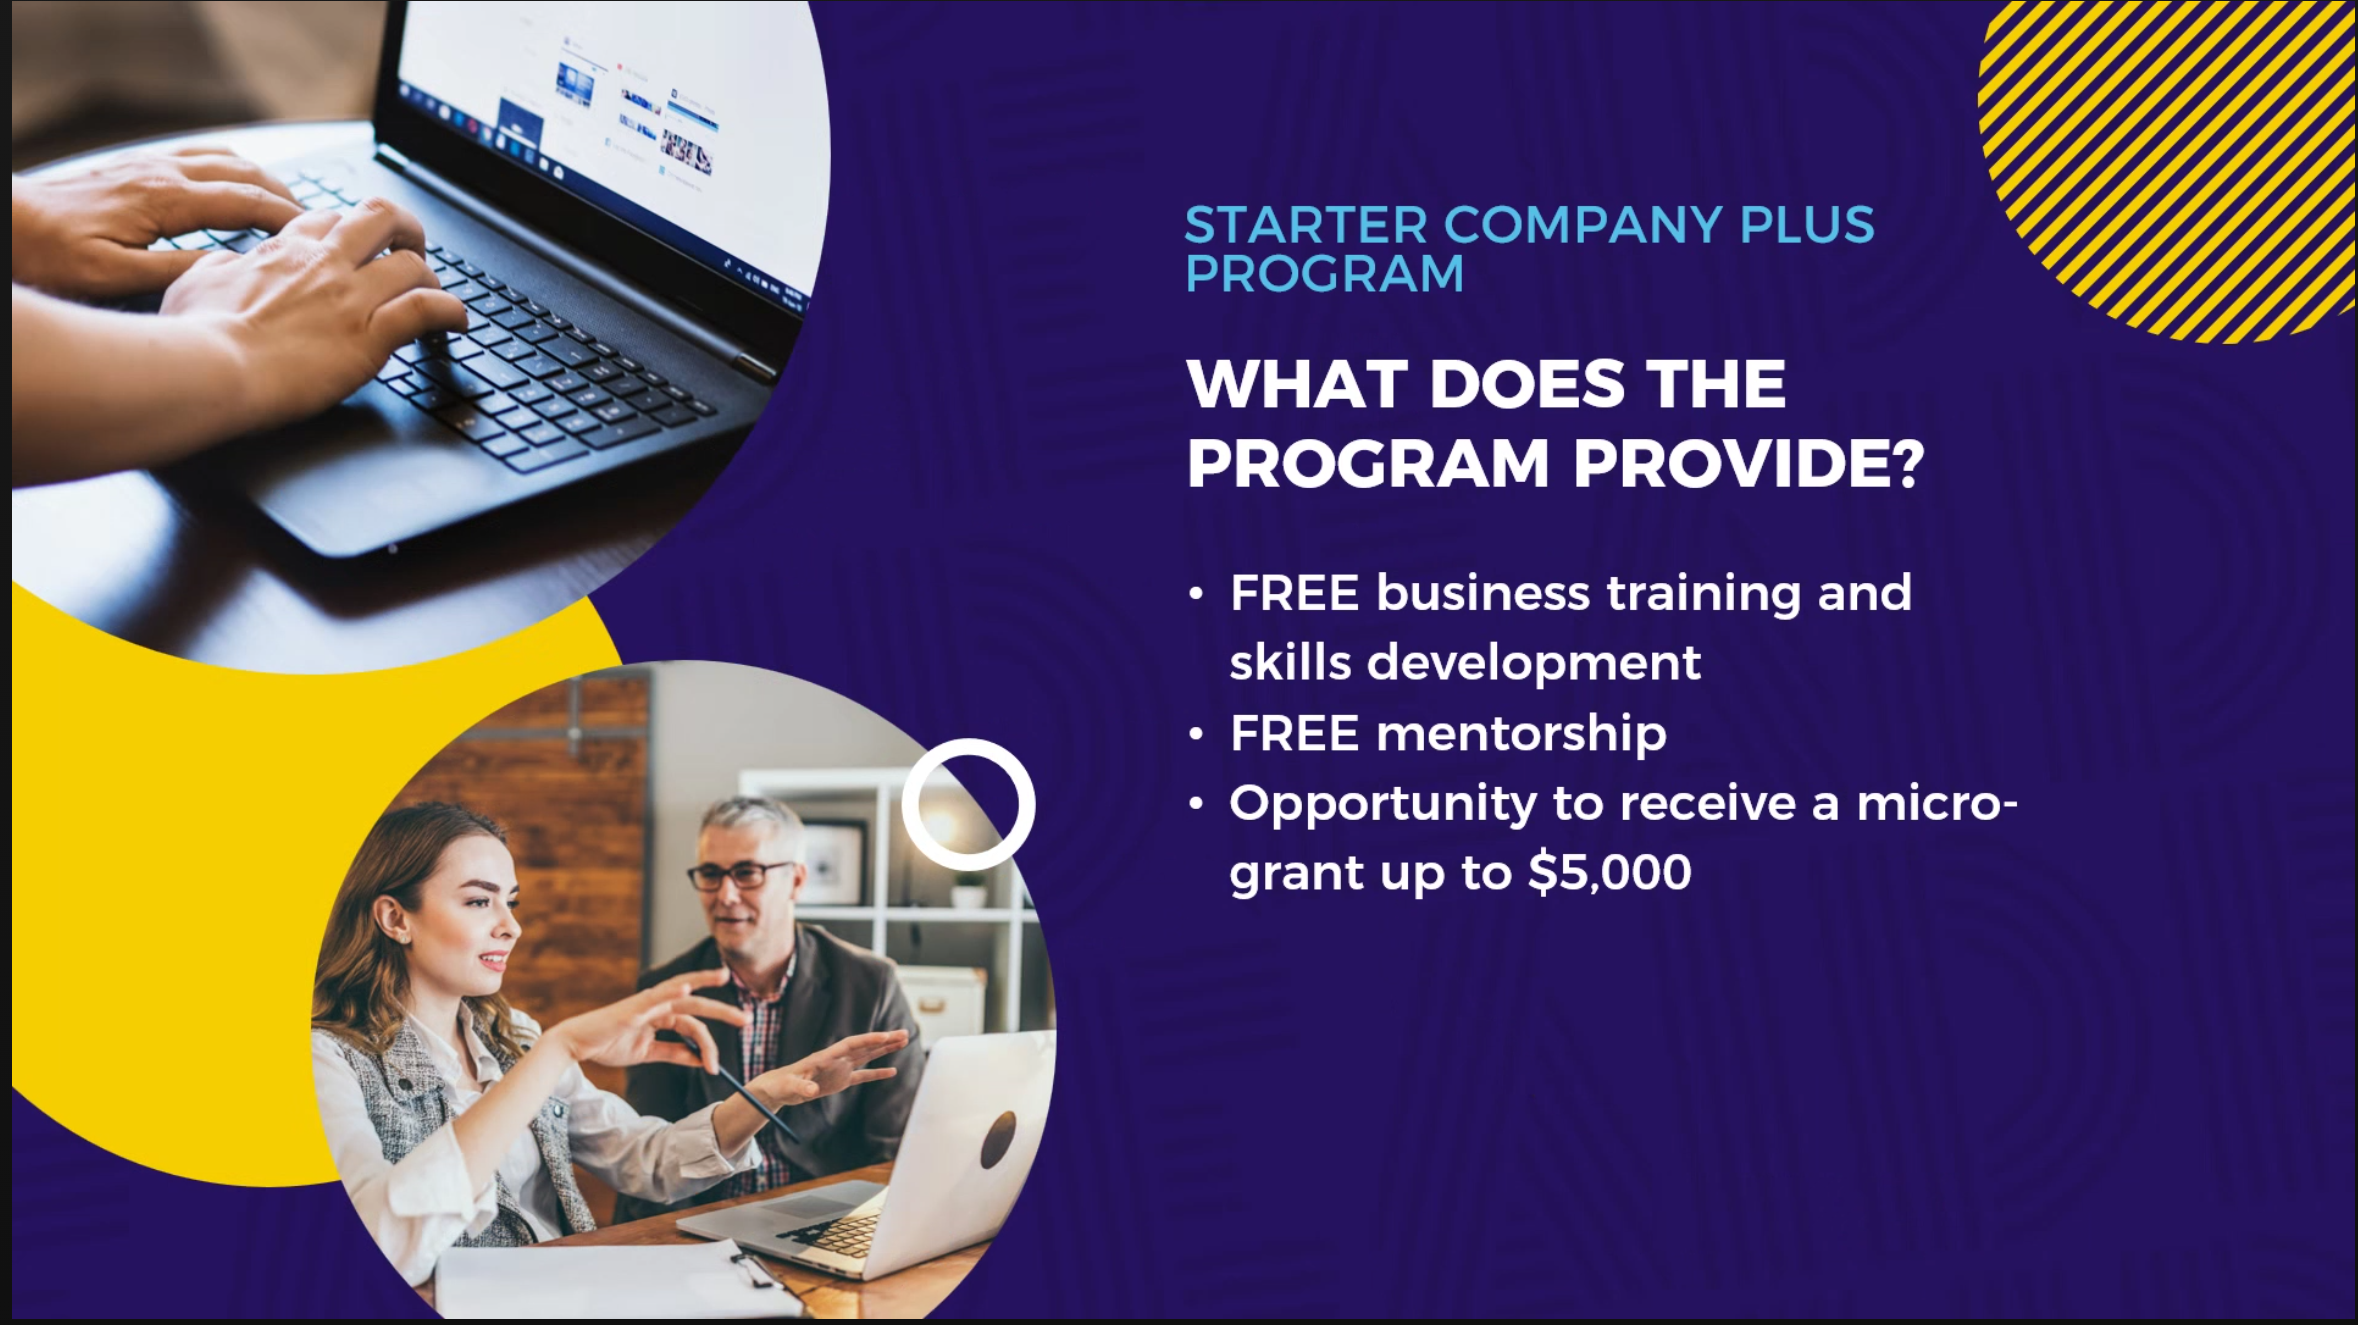 STARTER COMPANY PLUS
PROGRAM
WHAT DOES THE
PROGRAM PROVIDE?
• FREE business training and
skills development
• FREE mentorship
• Opportunity to receive a micro-
grant up to $5,000